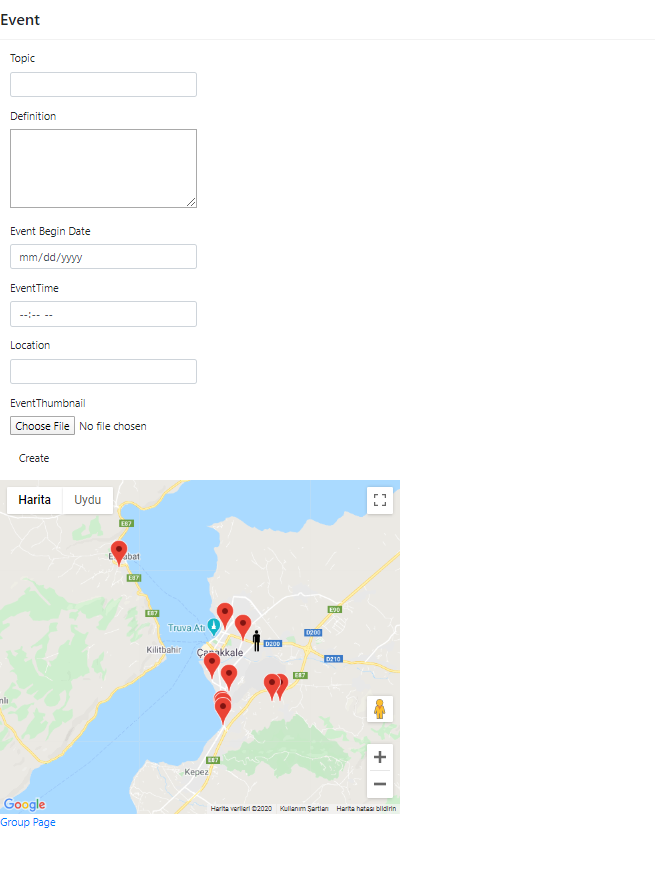 Event
Topic
Definition
Event Begin Date
mm/dd/yyyy
EventTime
--:-- --
Location
EventThumbnail
Choose File No file chosen
Create
Harita Uydu
E87
E87
E87
E90
Truva Atı
D200
D200
Kilitbahir
Çanakkale
D210
E87
E87
Kepez
Google
Harita verileri ©2020 Kullanım Şartları Harita hatası bildirin
Group Page